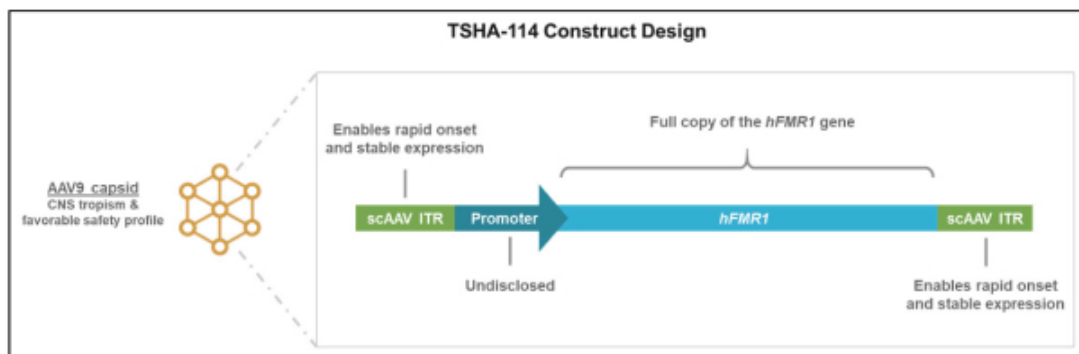 TSHA-114 Construct Design
Enables rapid onset
and stable expression
Full copy of the hFMR1 gene
AAV9 capsid
CNS tropism &
favorable safety profile
scAAV ITR
Promoter
hFMR1
scAAV ITR
Undisclosed
Enables rapid onset
and stable expression